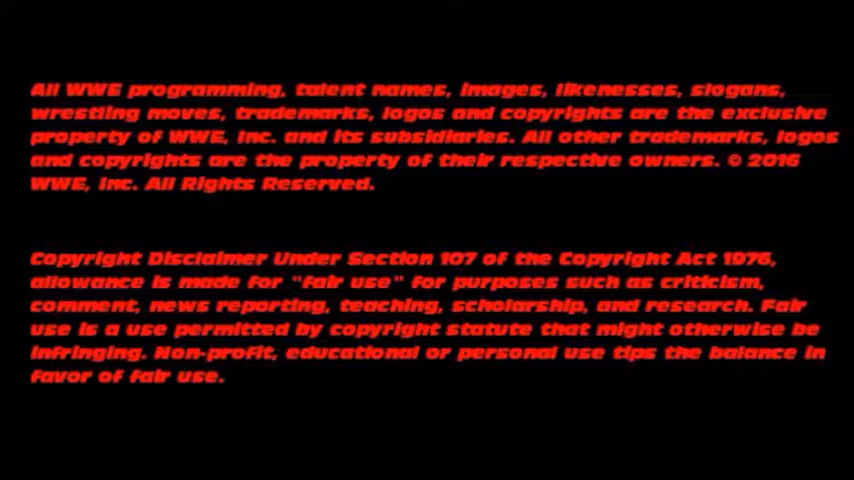 All WWE programming, talent names, images, likenesses, slogans,
wrestling moves, trademarks, logos and copyrights are the exclusive
property of WWE, Inc. and its subsidiaries. All other trademarks, logos
and copyrights are the property of their respective owners. © 2016
WWE, Inc. All Rights Reserved.
Copyright Disclaimer Under Section 107 of the Copyright Act 1976,
allowance is made for "fair use" for purposes such as criticism,
comment, news reporting, teaching, scholarship, and research. Fair
use is a use permitted by copyright statute that might otherwise be
infringing. Non-profit, educational or personal use tips the balance in
favor of fair use.